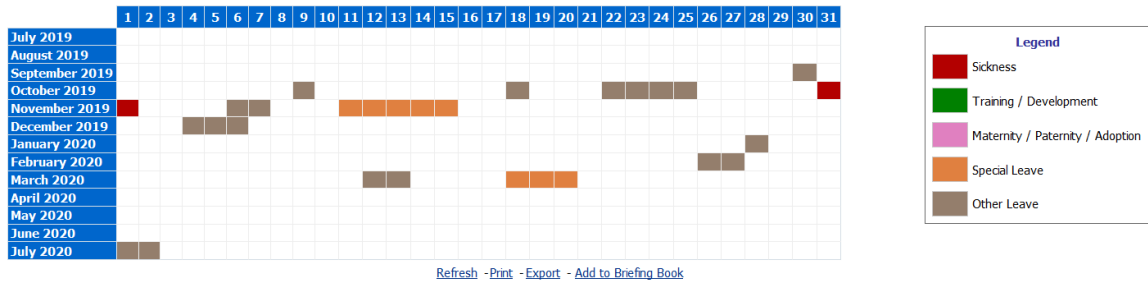 1 2 3 4 5 6 7 8 9 10 11 12 13 14 15 16 17 18 19 20 21 22 23 24 25 26 27 28 29 30 31
July 2019
August 2019
September 2019
October 2019
November 2019
December 2019
January 2020
February 2020
March 2020
April 2020
May 2020
June 2020
July 2020
Refresh - Print - Export - Add to Briefing Book
Legend
Sickness
Training / Development
Maternity / Paternity / Adoption
Special Leave
Other Leave